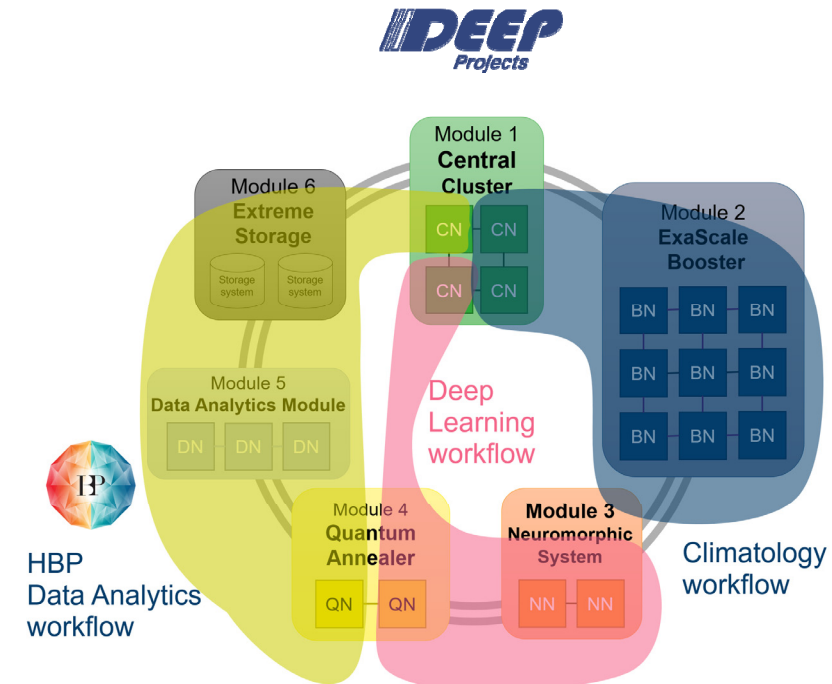 DEEP
Projects
Module 1
Central
Cluster
CN CN
CN CN
Module 2
ExaScale
Booster
BN BN BN
BN BN BN
BN BN BN
Module 6
Extreme
Storage
Storage
system
Storage
system
Module 5
Data Analytics Module
DN DN DN
Deep
Learning
workflow
Module 4
Quantum
Annealer
QN QN
Module 3
Neuromorphic
System
NN NN
Climatology
workflow
HBP
Data Analytics
workflow